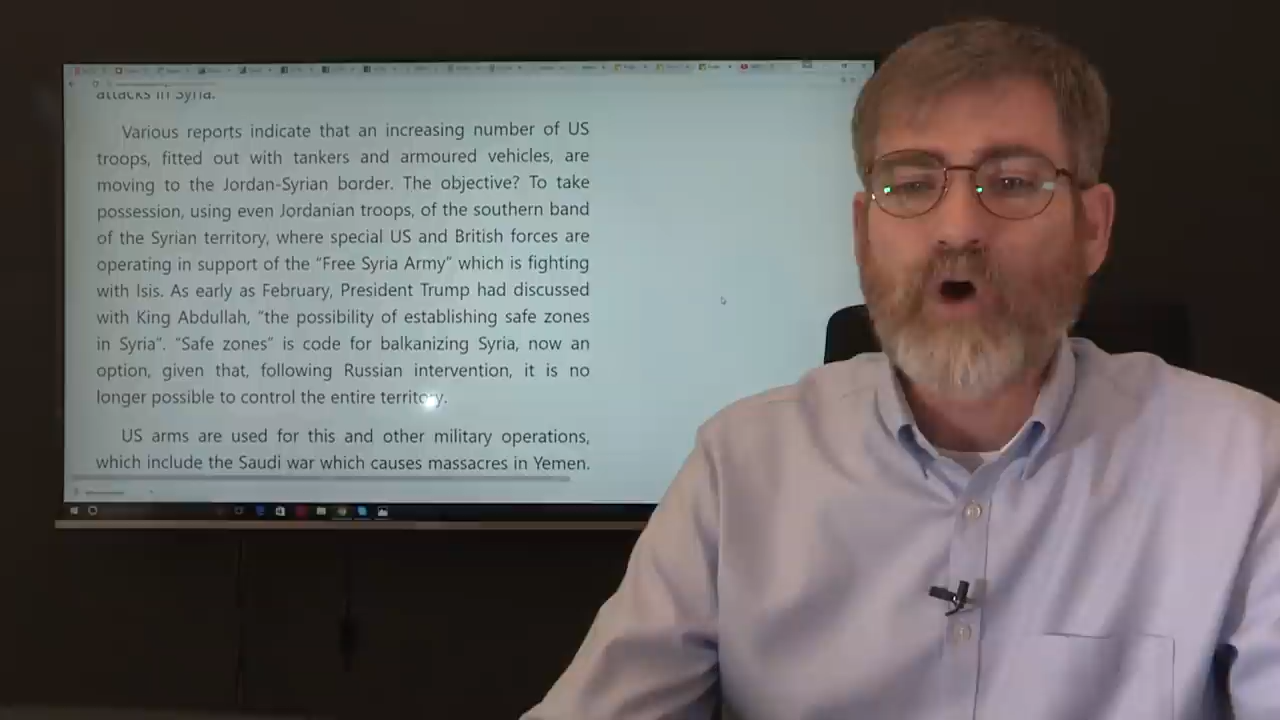 attacks in Syria.
Various reports indicate that an increasing number of US
troops, fitted out with tankers and armoured vehicles, are
moving to the Jordan-Syrian border. The objective? To take
possession, using even Jordanian troops, of the southern band
of the Syrian territory, where special US and British forces are
operating in support of the “Free Syria Army” which is fighting
with Isis. As early as February, President Trump had discussed
with King Abdullah, “the possibility of establishing safe zones
in Syria”. “Safe zones” is code for balkanizing Syria, now an
option, given that, following Russian intervention, it is no
longer possible to control the entire territory.
US arms are used for this and other military operations,
which include the Saudi war which causes massacres in Yemen.